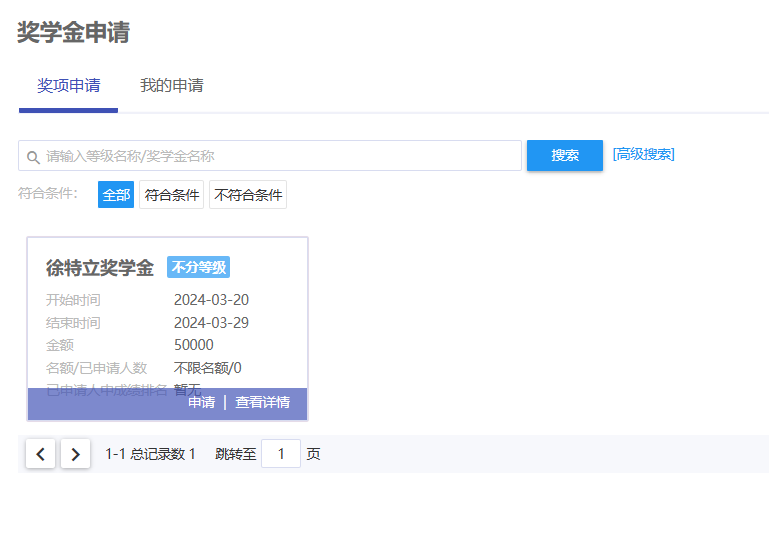 奖学金申请
奖项申请 我的申请
请输入等级名称/奖学金名称 搜索 [高级搜索]
符合条件： 全部 符合条件 不符合条件
徐特立奖学金 不分等级
开始时间 2024-03-20
结束时间 2024-03-29
金额 50000
名额/已申请人数 不限名额/0
已申请人中成绩排名 暂无
申请 | 查看详情
1-1 总记录数 1 跳转至 1 页